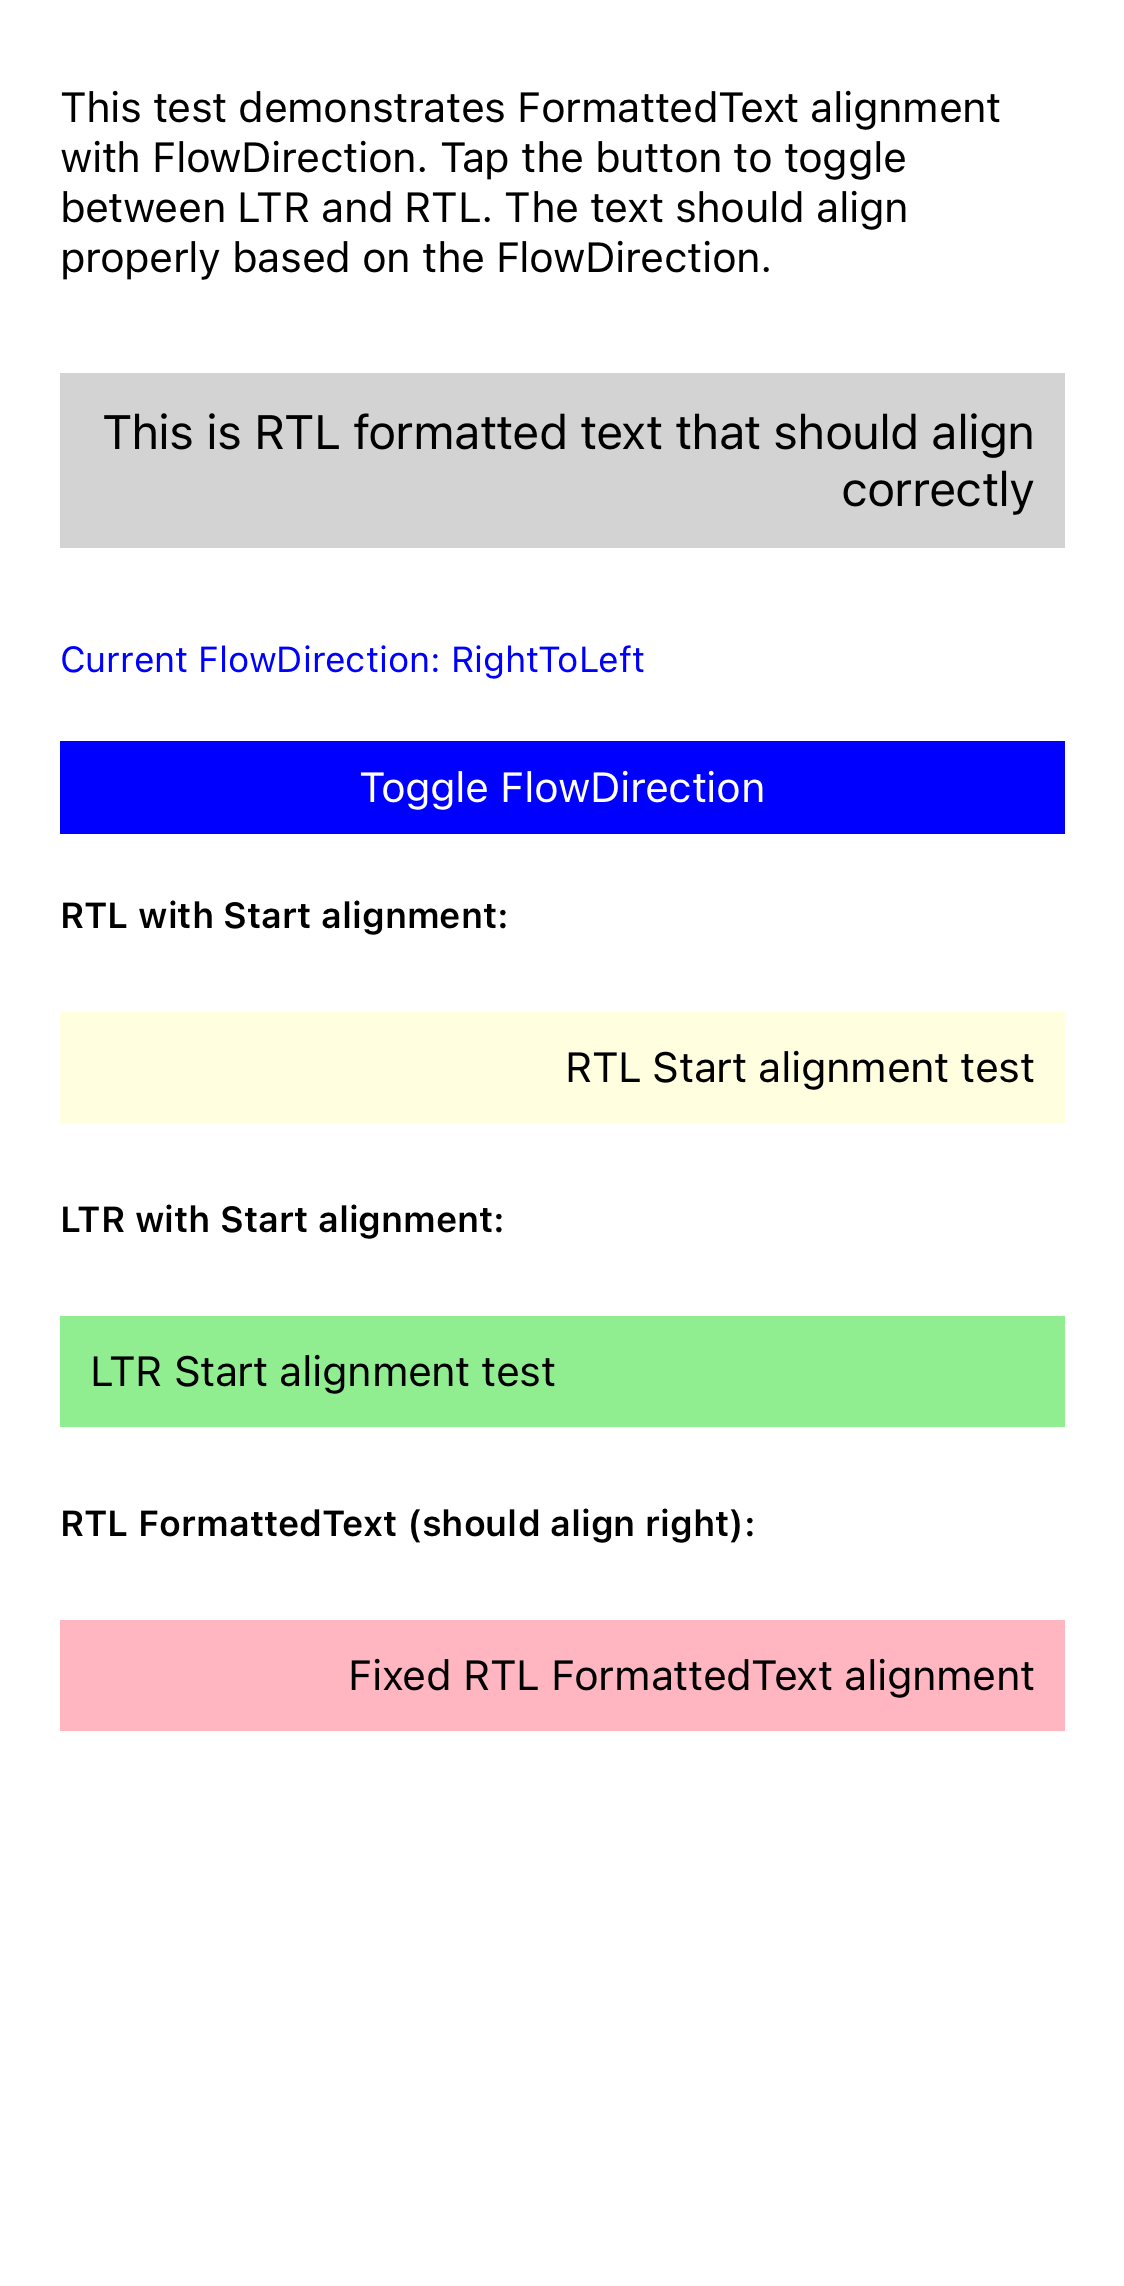 This test demonstrates FormattedText alignment
with FlowDirection. Tap the button to toggle
between LTR and RTL. The text should align
properly based on the FlowDirection.
This is RTL formatted text that should align
correctly
Current FlowDirection: RightToLeft
Toggle FlowDirection
RTL with Start alignment:
RTL Start alignment test
LTR with Start alignment:
LTR Start alignment test
RTL FormattedText (should align right):
Fixed RTL FormattedText alignment